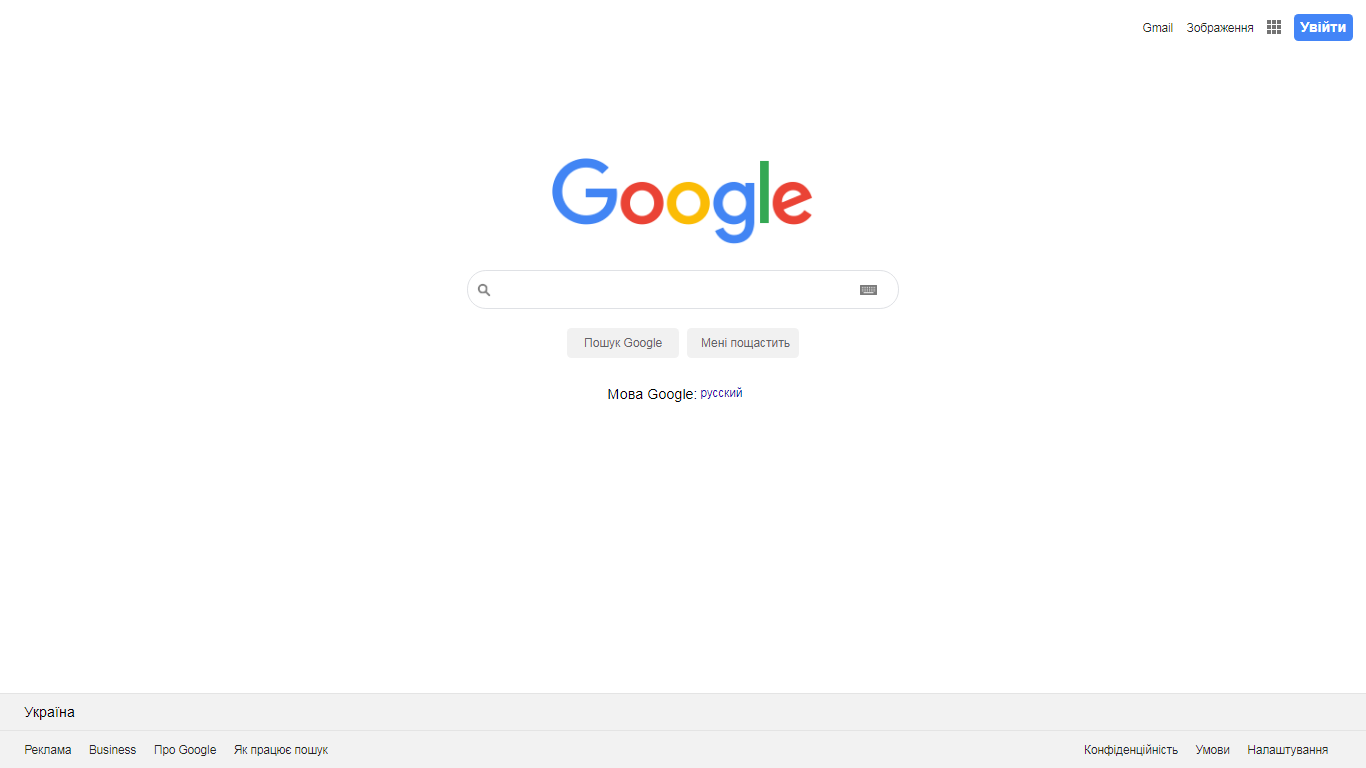 Gmail Зображення Увійти
Google
Пошук Google Мені пощастить
Мова Google: русский
Україна
Реклама Business Про Google Як працює пошук Конфіденційність Умови Налаштування